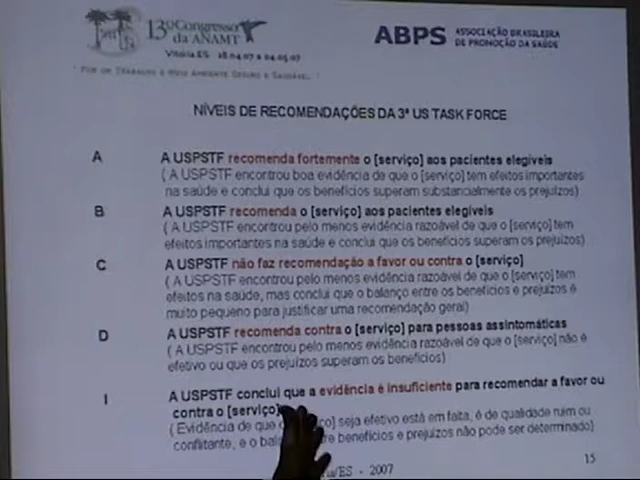 13º Congresso
da ANAMT
Vitória/ES
ABPS ASSOCIAÇÃO BRASILEIRA
DE PROMOÇÃO DA SAÚDE
NÍVEIS DE RECOMENDAÇÕES DA 3ª US TASK FORCE
A A USPSTF recomenda fortemente o [serviço] aos pacientes elegíveis
( A USPSTF encontrou boa evidência de que o [serviço] tem efeitos importantes
na saúde e conclui que os benefícios superam substancialmente os prejuízos)
B A USPSTF recomenda o [serviço] aos pacientes elegíveis
( A USPSTF encontrou pelo menos evidência razoável de que o [serviço] tem
efeitos importantes na saúde e conclui que os benefícios superam os prejuízos)
C A USPSTF não faz recomendação a favor ou contra o [serviço]
( A USPSTF encontrou pelo menos evidência razoável de que o [serviço] tem
efeitos na saúde, mas conclui que o balanço entre os benefícios e prejuízos é
muito pequeno para justificar uma recomendação geral)
D A USPSTF recomenda contra o [serviço] para pessoas assintomáticas
( A USPSTF encontrou pelo menos evidência razoável de que o [serviço] não é
efetivo ou que os prejuízos superam os benefícios)
I A USPSTF conclui que a evidência é insuficiente para recomendar a favor ou
contra o [serviço]
( Evidência de que seja efetivo está em falta, é de qualidade ruim ou
conflitante, e o benefícios e prejuízos não pode ser determinado)
/ES - 2007
15